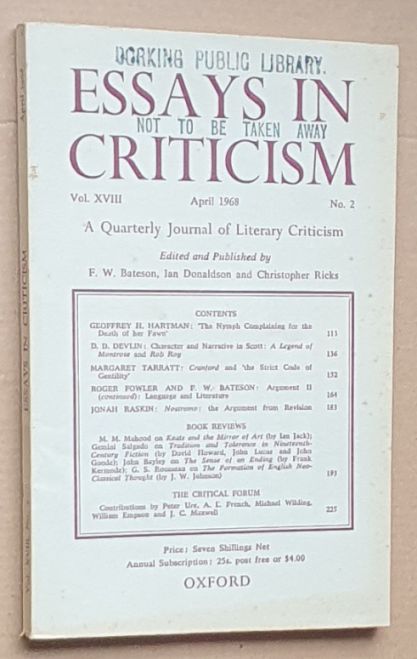 DORKING PUBLIC LIBRARY.
ESSAYS IN
NOT TO BE TAKEN AWAY
CRITICISM
Vol. XVIII April 1968 No. 2
A Quarterly Journal of Literary Criticism
Edited and Published by
F. W. Bateson, Ian Donaldson and Christopher Ricks
CONTENTS
GEOFFREY H. HARTMAN: 'The Nymph Complaining for the
Death of her Fawn' 113
D. D. DEVLIN: Character and Narrative in Scott: A Legend of
Montrose and Rob Roy 136
MARGARET TARRATT: Cranford and 'the Strict Code of
Gentility' 152
ROGER FOWLER AND F. W. BATESON: Argument II
(continued): Language and Literature 164
JONAH RASKIN: Nostromo: the Argument from Revision 183
BOOK REVIEWS
M. M. Mahood on Keats and the Mirror of Art (by Ian Jack);
Gamini Salgado on Tradition and Tolerance in Nineteenth-
Century Fiction (by David Howard, John Lucas and John
Goode); John Bayley on The Sense of an Ending (by Frank
Kermode); G. S. Rousseau on The Formation of English Neo-
Classical Thought (by J. W. Johnson) 193
THE CRITICAL FORUM
Contributions by Peter Ure, A. L. French, Michael Wilding,
William Empson and J. C. Maxwell 225
Price: Seven Shillings Net
Annual Subscription: 25s. post free or $4.00
OXFORD
April 1968
ESSAYS IN CRITICISM
Vol. XVIII